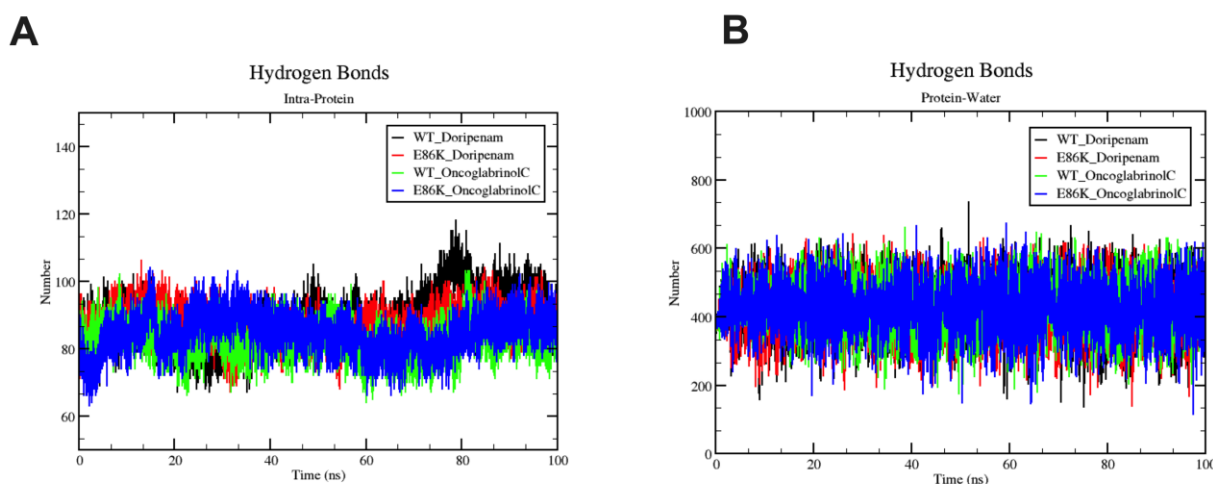 A
Hydrogen Bonds
Intra-Protein
WT_Doripenam
E86K_Doripenam
WT_OncoglabrinolC
E86K_OncoglabrinolC
140
120
100
80
60
Number
0 20 40 60 80 100
Time (ns)
B
Hydrogen Bonds
Protein-Water
WT_Doripenam
E86K_Doripenam
WT_OncoglabrinolC
E86K_OncoglabrinolC
1000
800
600
400
200
0
Number
0 20 40 60 80 100
Time (ns)